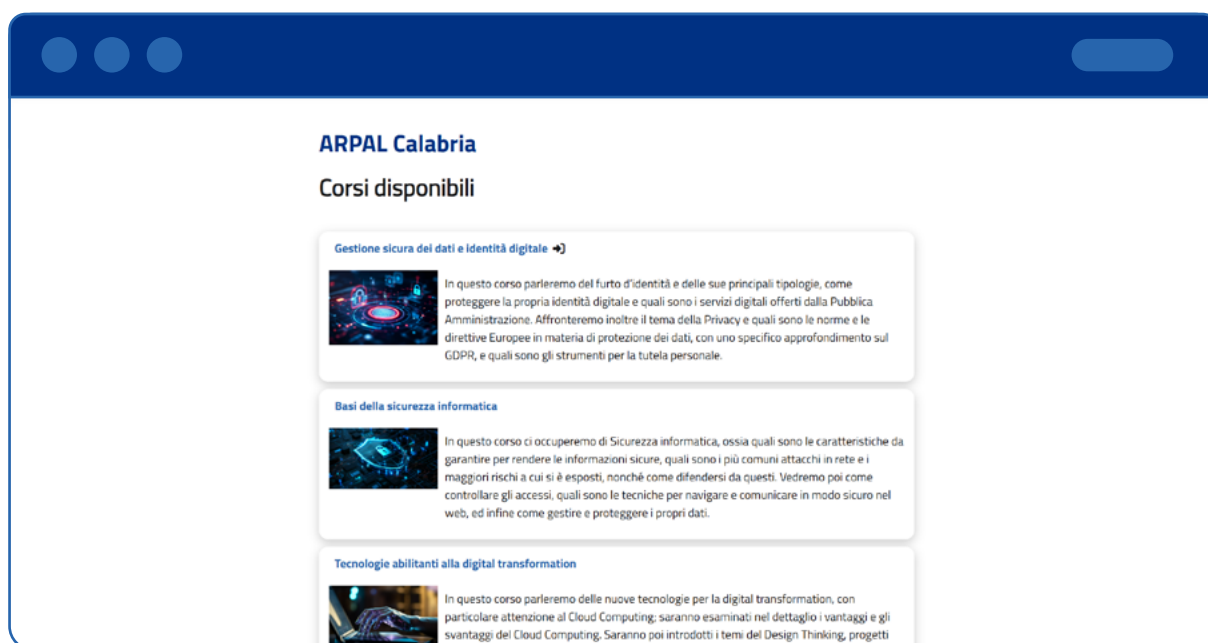 ARPAL Calabria
Corsi disponibili
Gestione sicura dei dati e identità digitale
In questo corso parleremo del furto d'identità e delle sue principali tipologie, come
proteggere la propria identità digitale e quali sono i servizi digitali offerti dalla Pubblica
Amministrazione. Affronteremo inoltre il tema della Privacy e quali sono le norme e le
direttive Europee in materia di protezione dei dati, con uno specifico approfondimento sul
GDPR, e quali sono gli strumenti per la tutela personale.
Basi della sicurezza informatica
In questo corso ci occuperemo di Sicurezza informatica, ossia quali sono le caratteristiche da
garantire per rendere le informazioni sicure, quali sono i più comuni attacchi in rete e i
maggiori rischi a cui si è esposti, nonché come difendersi da questi. Vedremo poi come
controllare gli accessi, quali sono le tecniche per navigare e comunicare in modo sicuro nel
web, ed infine come gestire e proteggere i propri dati.
Tecnologie abilitanti alla digital transformation
In questo corso parleremo delle nuove tecnologie per la digital transformation, con
particolare attenzione al Cloud Computing; saranno esaminati nel dettaglio i vantaggi e gli
svantaggi del Cloud Computing. Saranno poi introdotti i temi del Design Thinking, progetti